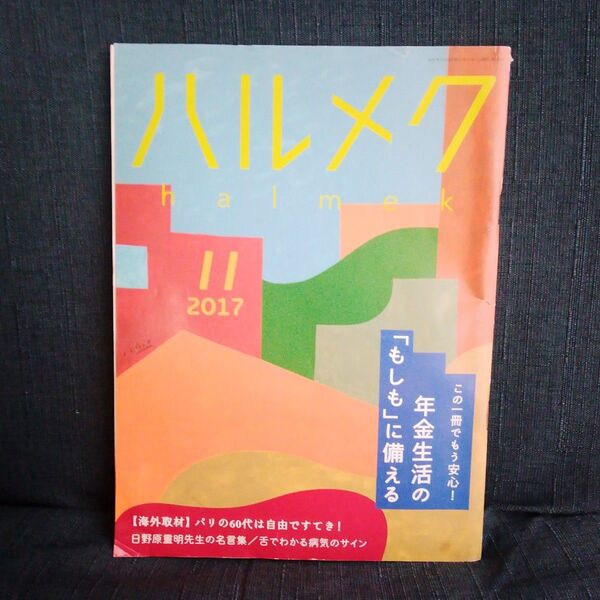 ハルメク
halmek
11
2017
この一冊でもう安心!
年金生活の
「もしも」に備える
【海外取材】パリの60代は自由ですてき!
日野原重明先生の名言集/舌でわかる病気のサイン